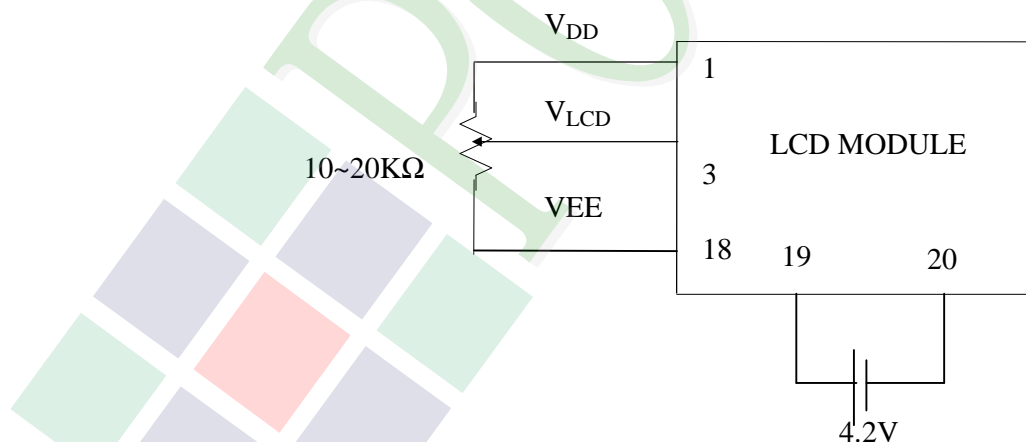 VDD
1
VLCD
LCD MODULE
10~20KΩ
3
VEE
18
19
20
4.2V